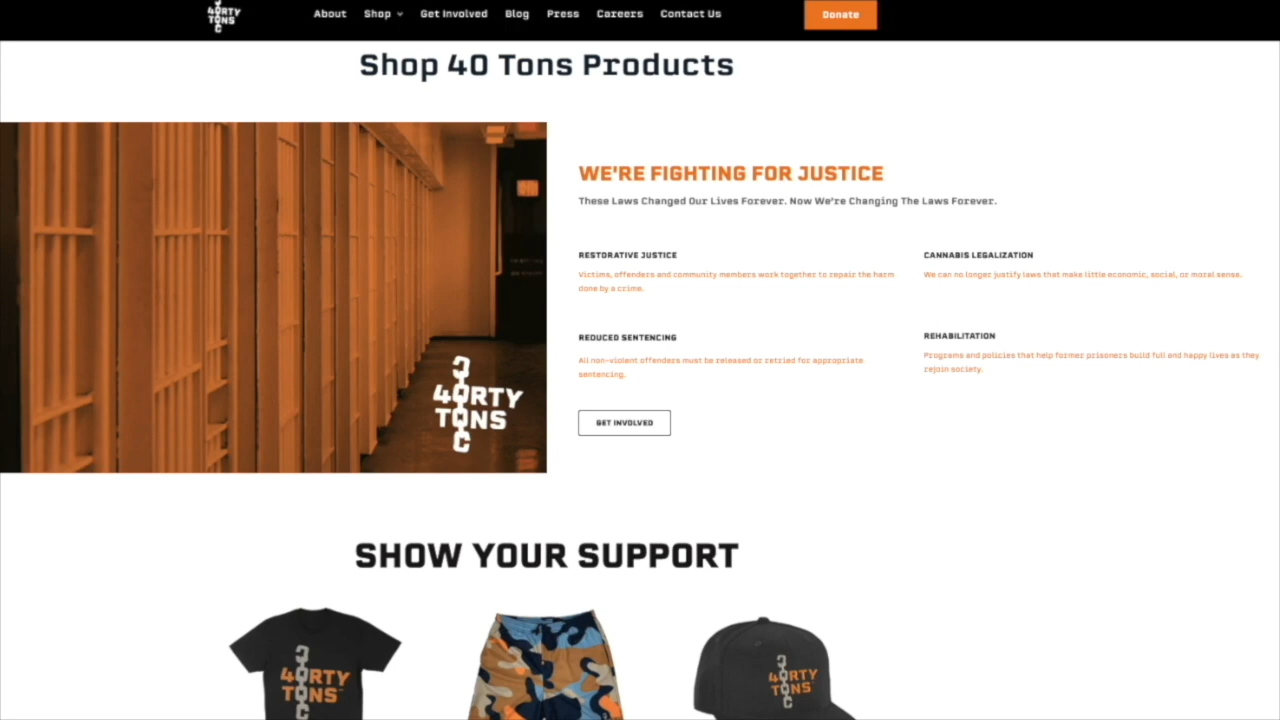 4ORTY
TONS
About
Shop
Get Involved
Blog
Press
Careers
Contact Us
Donate
Shop 40 Tons Products
WE'RE FIGHTING FOR JUSTICE
These Laws Changed Our Lives Forever. Now We're Changing The Laws Forever.
RESTORATIVE JUSTICE
Victims, offenders and community members work together to repair the harm
done by a crime.
CANNABIS LEGALIZATION
We can no longer justify laws that make little economic, social, or moral sense.
REDUCED SENTENCING
All non-violent offenders must be released or retried for appropriate
sentencing.
REHABILITATION
Programs and policies that help former prisoners build full and happy lives as they
rejoin society.
GET INVOLVED
4ORTY
TONS
SHOW YOUR SUPPORT
4ORTY
TONS
4ORTY
TONS